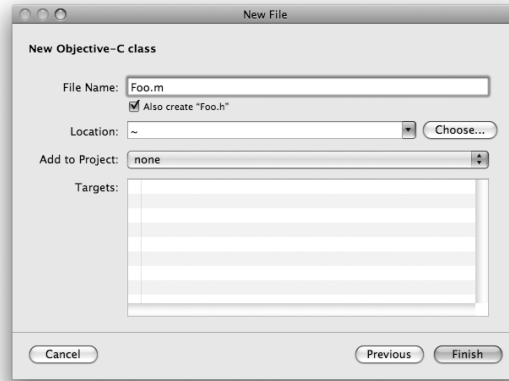 New File
New Objective-C class
File Name: Foo.m
Also create “Foo.h”
Location: ~ Choose...
Add to Project: none
Targets:
Cancel Previous Finish